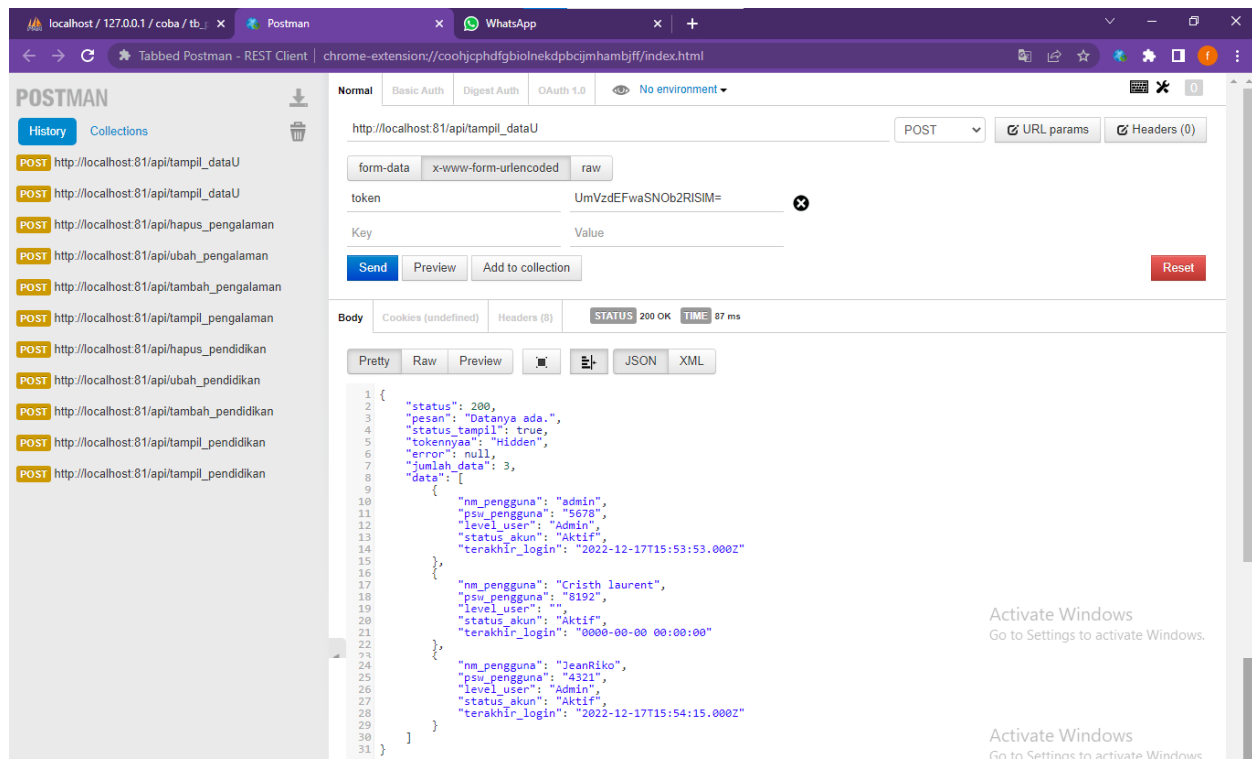 localhost / 127.0.0.1 / coba / tb_
Postman
WhatsApp
Tabbed Postman - REST Client
chrome-extension://coohjcphdfgbiolnekdpbcijmhambjff/index.html
f
POSTMAN
History
Collections
POST http://localhost:81/api/tampil_dataU
POST http://localhost:81/api/tampil_dataU
POST http://localhost:81/api/hapus_pengalaman
POST http://localhost:81/api/ubah_pengalaman
POST http://localhost:81/api/tambah_pengalaman
POST http://localhost:81/api/tampil_pengalaman
POST http://localhost:81/api/hapus_pendidikan
POST http://localhost:81/api/ubah_pendidikan
POST http://localhost:81/api/tambah_pendidikan
POST http://localhost:81/api/tampil_pendidikan
POST http://localhost:81/api/tampil_pendidikan
Normal Basic Auth Digest Auth OAuth 1.0 No environment
0
http://localhost:81/api/tampil_dataU POST URL params Headers (0)
form-data x-www-form-urlencoded raw
token UmVzdEFwaSNOb2RlSlM=
Key Value
Send Preview Add to collection Reset
Body Cookies (undefined) Headers (8) STATUS 200 OK TIME 87 ms
Pretty Raw Preview JSON XML
1 {
2 "status": 200,
3 "pesan": "Datanya ada.",
4 "status_tampil": true,
5 "tokennyaa": "Hidden",
6 "error": null,
7 "jumlah_data": 3,
8 "data": [
9 {
10 "nm_pengguna": "admin",
11 "psw_pengguna": "5678",
12 "level_user": "Admin",
13 "status_akun": "Aktif",
14 "terakhir_login": "2022-12-17T15:53:53.000Z"
15 },
16 {
17 "nm_pengguna": "Cristh laurent",
18 "psw_pengguna": "8192",
19 "level_user": "",
20 "status_akun": "Aktif",
21 "terakhir_login": "0000-00-00 00:00:00"
22 },
23 {
24 "nm_pengguna": "JeanRiko",
25 "psw_pengguna": "4321",
26 "level_user": "Admin",
27 "status_akun": "Aktif",
28 "terakhir_login": "2022-12-17T15:54:15.000Z"
29 }
30 ]
31 }
Activate Windows
Go to Settings to activate Windows.
Activate Windows
Go to Settings to activate Windows